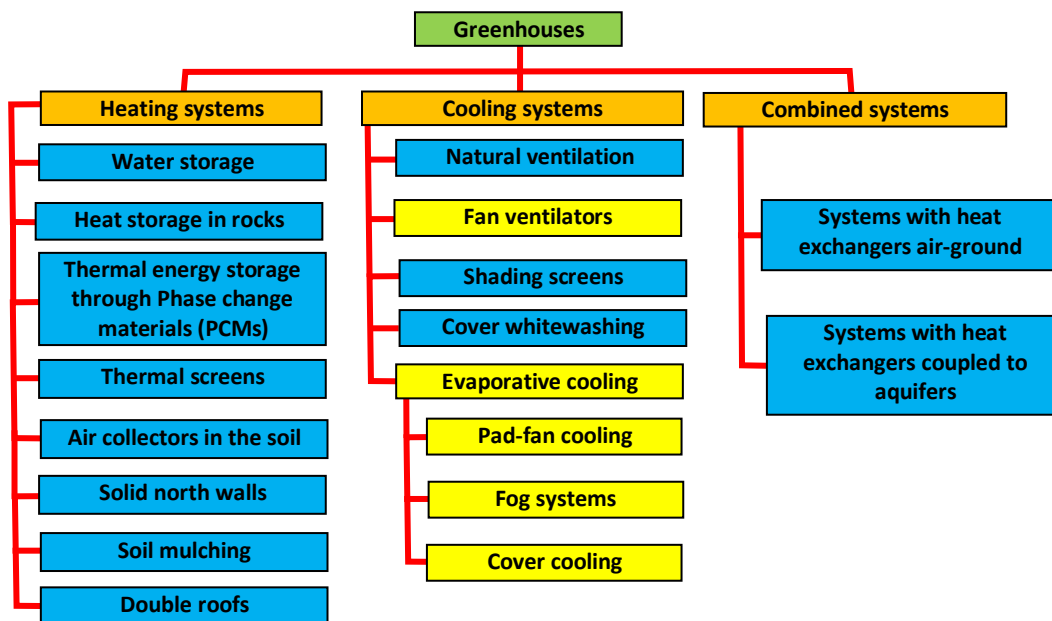 Greenhouses
Heating systems
Water storage
Heat storage in rocks
Thermal energy storage
through Phase change
materials (PCMs)
Thermal screens
Air collectors in the soil
Solid north walls
Soil mulching
Double roofs
Cooling systems
Natural ventilation
Fan ventilators
Shading screens
Cover whitewashing
Evaporative cooling
Pad-fan cooling
Fog systems
Cover cooling
Combined systems
Systems with heat
exchangers air-ground
Systems with heat
exchangers coupled to
aquifers